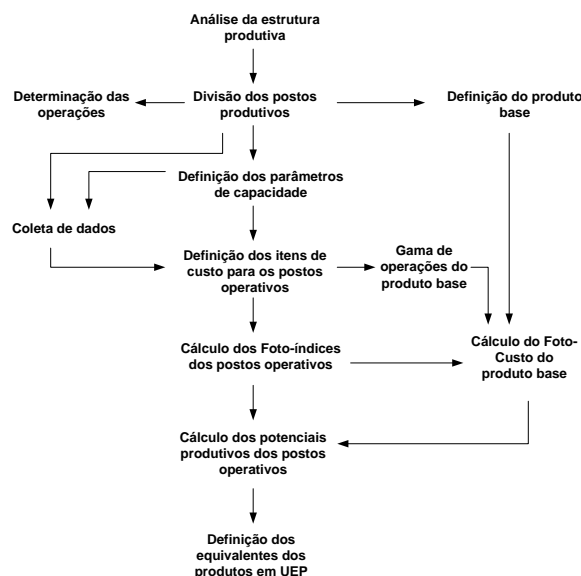 Análise da estrutura
produtiva
Determinação das
operações
Divisão dos postos
produtivos
Definição do produto
base
Definição dos parâmetros
de capacidade
Coleta de dados
Definição dos itens de
custo para os postos
operativos
Gama de
operações do
produto base
Cálculo dos Foto-índices
dos postos operativos
Cálculo do Foto-
Custo do
produto base
Cálculo dos potenciais
produtivos dos postos
operativos
Definição dos
equivalentes dos
produtos em UEP